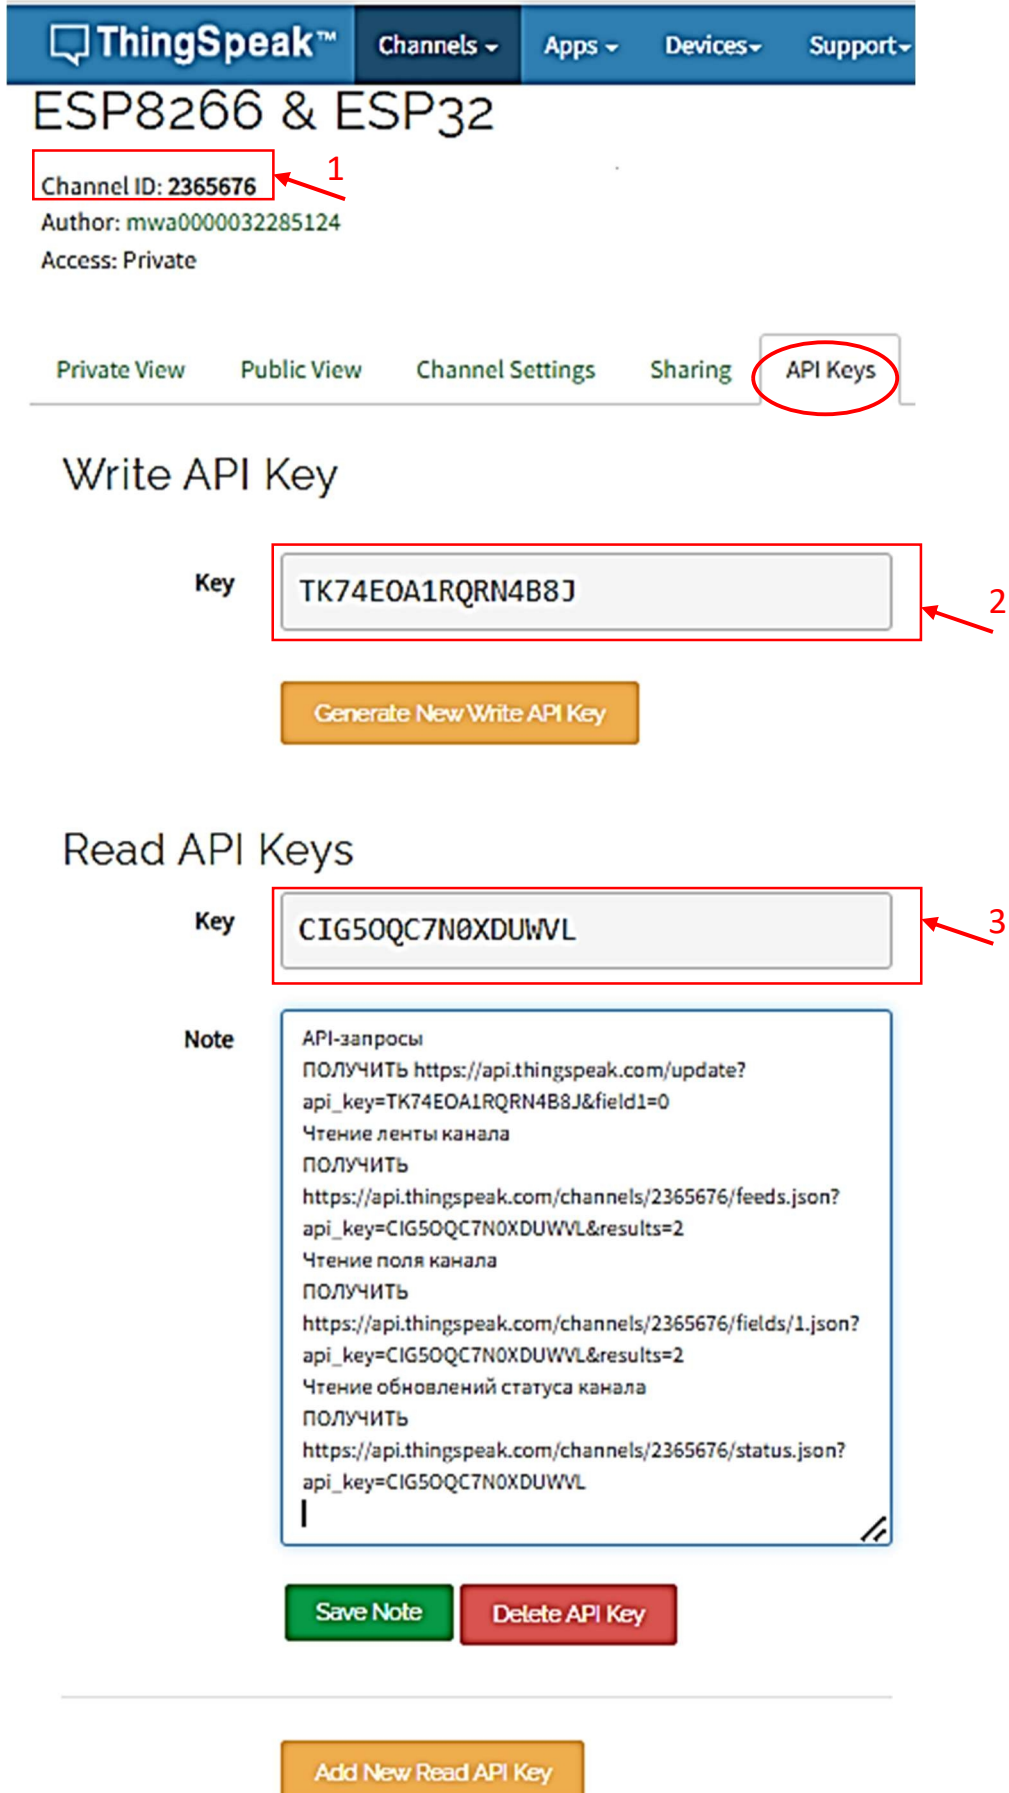 ThingSpeak™ Channels Apps Devices Support
ESP8266 & ESP32
Channel ID: 2365676
1
Author: mwa0000032285124
Access: Private
Private View Public View Channel Settings Sharing API Keys
Write API Key
Key TK74EOA1RQRN4B8J
2
Generate New Write API Key
Read API Keys
Key CIG5OQC7N0XDUWVL
3
Note API-запросы
ПОЛУЧИТЬ https://api.thingspeak.com/update?
api_key=TK74EOA1RQRN4B8J&field1=0
Чтение ленты канала
ПОЛУЧИТЬ
https://api.thingspeak.com/channels/2365676/feeds.json?
api_key=CIG5OQC7N0XDUWVL&results=2
Чтение поля канала
ПОЛУЧИТЬ
https://api.thingspeak.com/channels/2365676/fields/1.json?
api_key=CIG5OQC7N0XDUWVL&results=2
Чтение обновлений статуса канала
ПОЛУЧИТЬ
https://api.thingspeak.com/channels/2365676/status.json?
api_key=CIG5OQC7N0XDUWVL
Save Note Delete API Key
Add New Read API Key